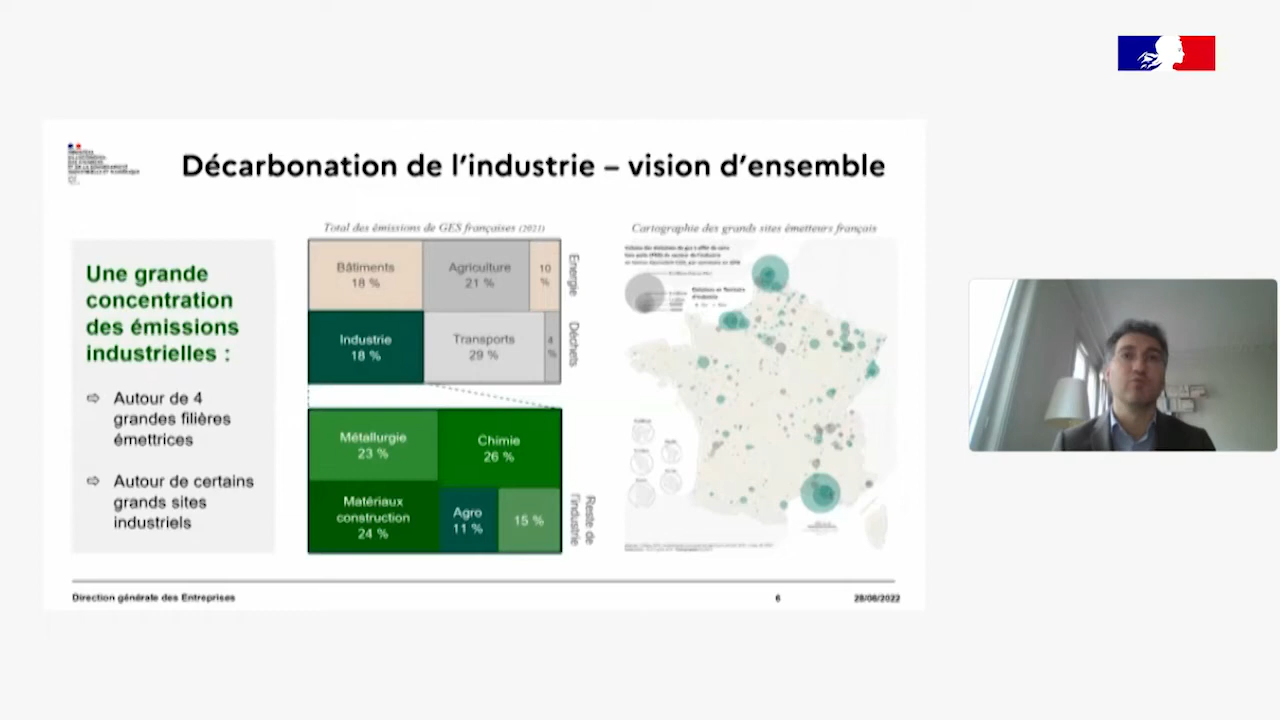 Décarbonation de l'industrie – vision d'ensemble
Une grande
concentration
des émissions
industrielles :
⇨ Autour de 4
grandes filières
émettrices
⇨ Autour de certains
grands sites
industriels
Total des émissions de GES françaises (2021)
Bâtiments
18 %
Agriculture
21 %
10
%
Energie
Industrie
18 %
Transports
29 %
4
%
Déchets
Métallurgie
23 %
Chimie
26 %
Matériaux
construction
24 %
Agro
11 %
15 %
Reste de
l'industrie
Cartographie des grands sites émetteurs français
Direction générale des Entreprises
6